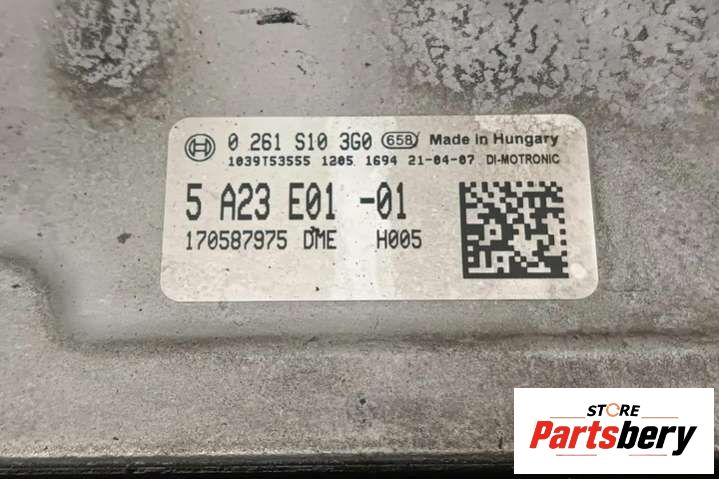 0 261 S10 3G0 658 Made in Hungary
1039T53555 1205 1694 21-04-07 DI-MOTRONIC
5 A23 E01 -01
170587975 DME H005
STORE
Partsbery